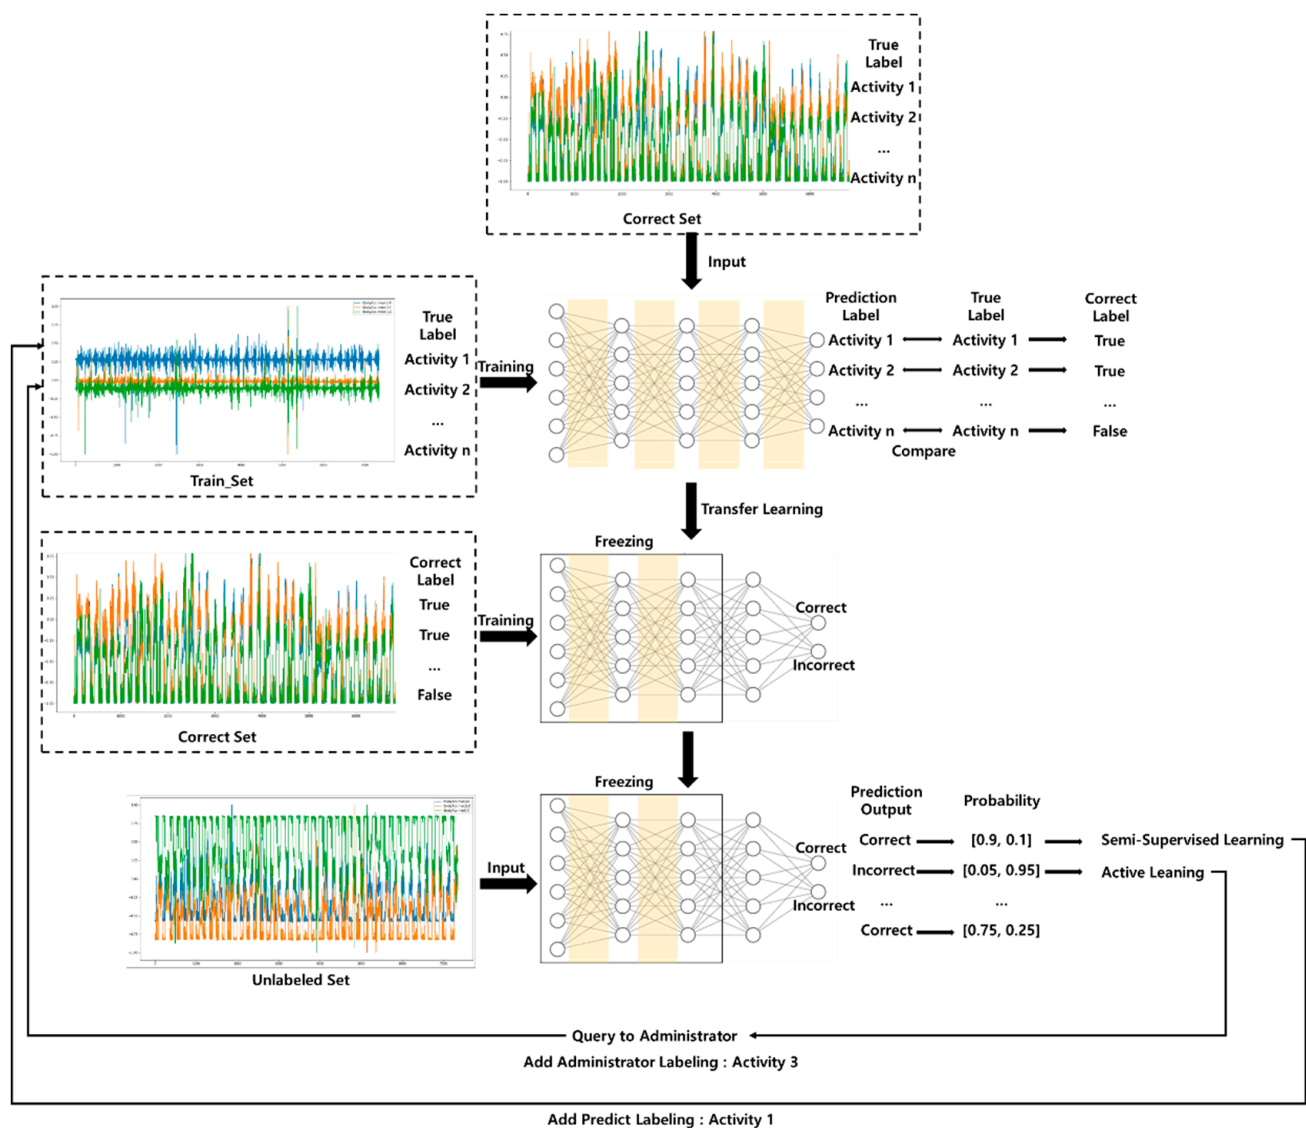 True
Label
Activity 1
Activity 2
...
Activity n
Correct Set
Input
True
Label
Activity 1
Activity 2
...
Activity n
Train_Set
Training
Prediction
Label
True
Label
Correct
Label
Activity 1
Activity 1
True
Activity 2
Activity 2
True
...
...
...
Activity n
Activity n
False
Compare
Transfer Learning
Correct
Label
True
True
...
False
Correct Set
Training
Freezing
Correct
Incorrect
Unlabeled Set
Input
Freezing
Correct
Incorrect
Prediction
Output
Probability
Correct
[0.9, 0.1]
Semi-Supervised Learning
Incorrect
[0.05, 0.95]
Active Leaning
...
...
Correct
[0.75, 0.25]
Query to Administrator
Add Administrator Labeling : Activity 3
Add Predict Labeling : Activity 1